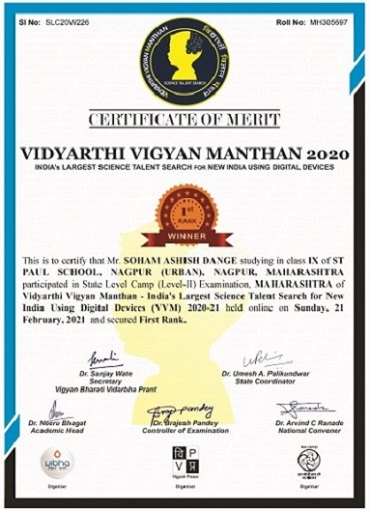 Sl No: SLC20W226
Roll No: MH305697
VIDYARTHI VIGYAN MANTHAN
SCIENCE TALENT SEARCH
CERTIFICATE OF MERIT
VIDYARTHI VIGYAN MANTHAN 2020
INDIA's LARGEST SCIENCE TALENT SEARCH FOR NEW INDIA USING DIGITAL DEVICES
1st
RANK
WINNER
This is to certify that Mr. SOHAM ASHISH DANGE studying in class IX of ST
PAUL SCHOOL, NAGPUR (URBAN), NAGPUR, MAHARASHTRA
participated in State Level Camp (Level-II) Examination, MAHARASHTRA of
Vidyarthi Vigyan Manthan - India's Largest Science Talent Search for New
India Using Digital Devices (VVM) 2020-21 held online on Sunday, 21
February, 2021 and secured First Rank.
Dr. Sanjay Wate
Secretary
Vigyan Bharati Vidarbha Prant
Dr. Umesh A. Palikundwar
State Coordinator
Dr. Neeru Bhagat
Academic Head
Dr. Brajesh Pandey
Controller of Examination
Dr. Arvind C Ranade
National Convener
vibha
वि P
V प्र
Vigyan Prasar
Organiser
Organiser
Organiser